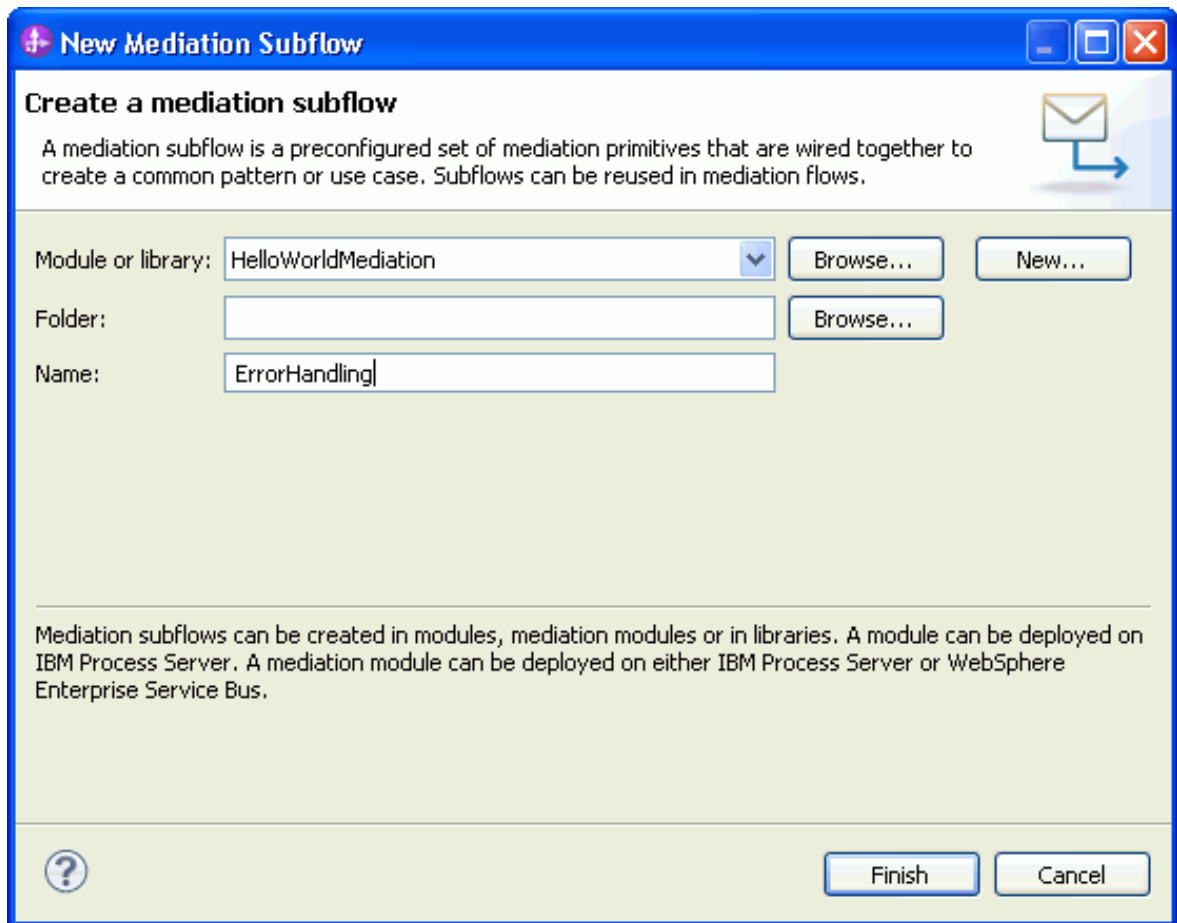 New Mediation Subflow
Create a mediation subflow
A mediation subflow is a preconfigured set of mediation primitives that are wired together to
create a common pattern or use case. Subflows can be reused in mediation flows.
Module or library: HelloWorldMediation Browse... New...
Folder: Browse...
Name: ErrorHandling
Mediation subflows can be created in modules, mediation modules or in libraries. A module can be deployed on
IBM Process Server. A mediation module can be deployed on either IBM Process Server or WebSphere
Enterprise Service Bus.
? Finish Cancel